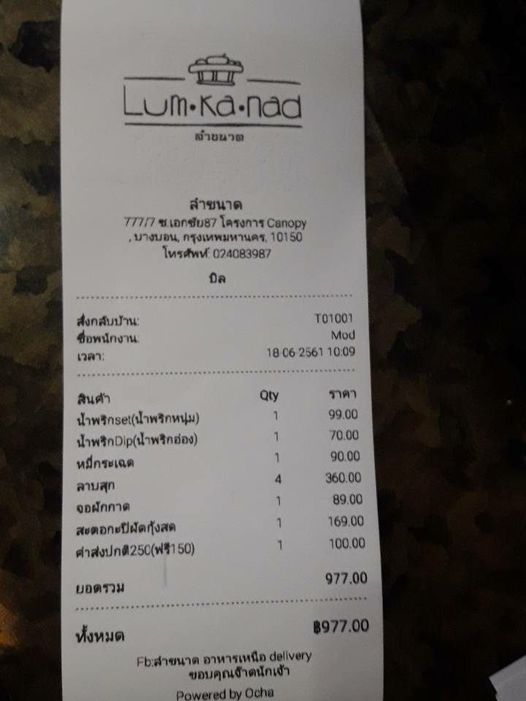 Lum•Ka•nad
ลำขนาด
ลำขนาด
777/7 ซ.เอกชัย87 โครงการ Canopy
, บางบอน, กรุงเทพมหานคร, 10150
โทรศัพท์: 024083987
บิล
สั่งกลับบ้าน: T01001
ชื่อพนักงาน: Mod
เวลา: 18-06-2561 10:09
สินค้า Qty ราคา
น้ำพริกset(น้ำพริกหนุ่ม) 1 99.00
น้ำพริกDip(น้ำพริกอ่อง) 1 70.00
หมี่กระเฉด 1 90.00
ลาบสุก 4 360.00
จอผักกาด 1 89.00
สะตอกะปิผัดกุ้งสด 1 169.00
ค่าส่งปกติ250(ฟรี150) 1 100.00
ยอดรวม 977.00
ทั้งหมด ฿977.00
Fb:ลำขนาด อาหารเหนือ delivery
ขอบคุณจ๊าดนักเจ้า
Powered by Ocha